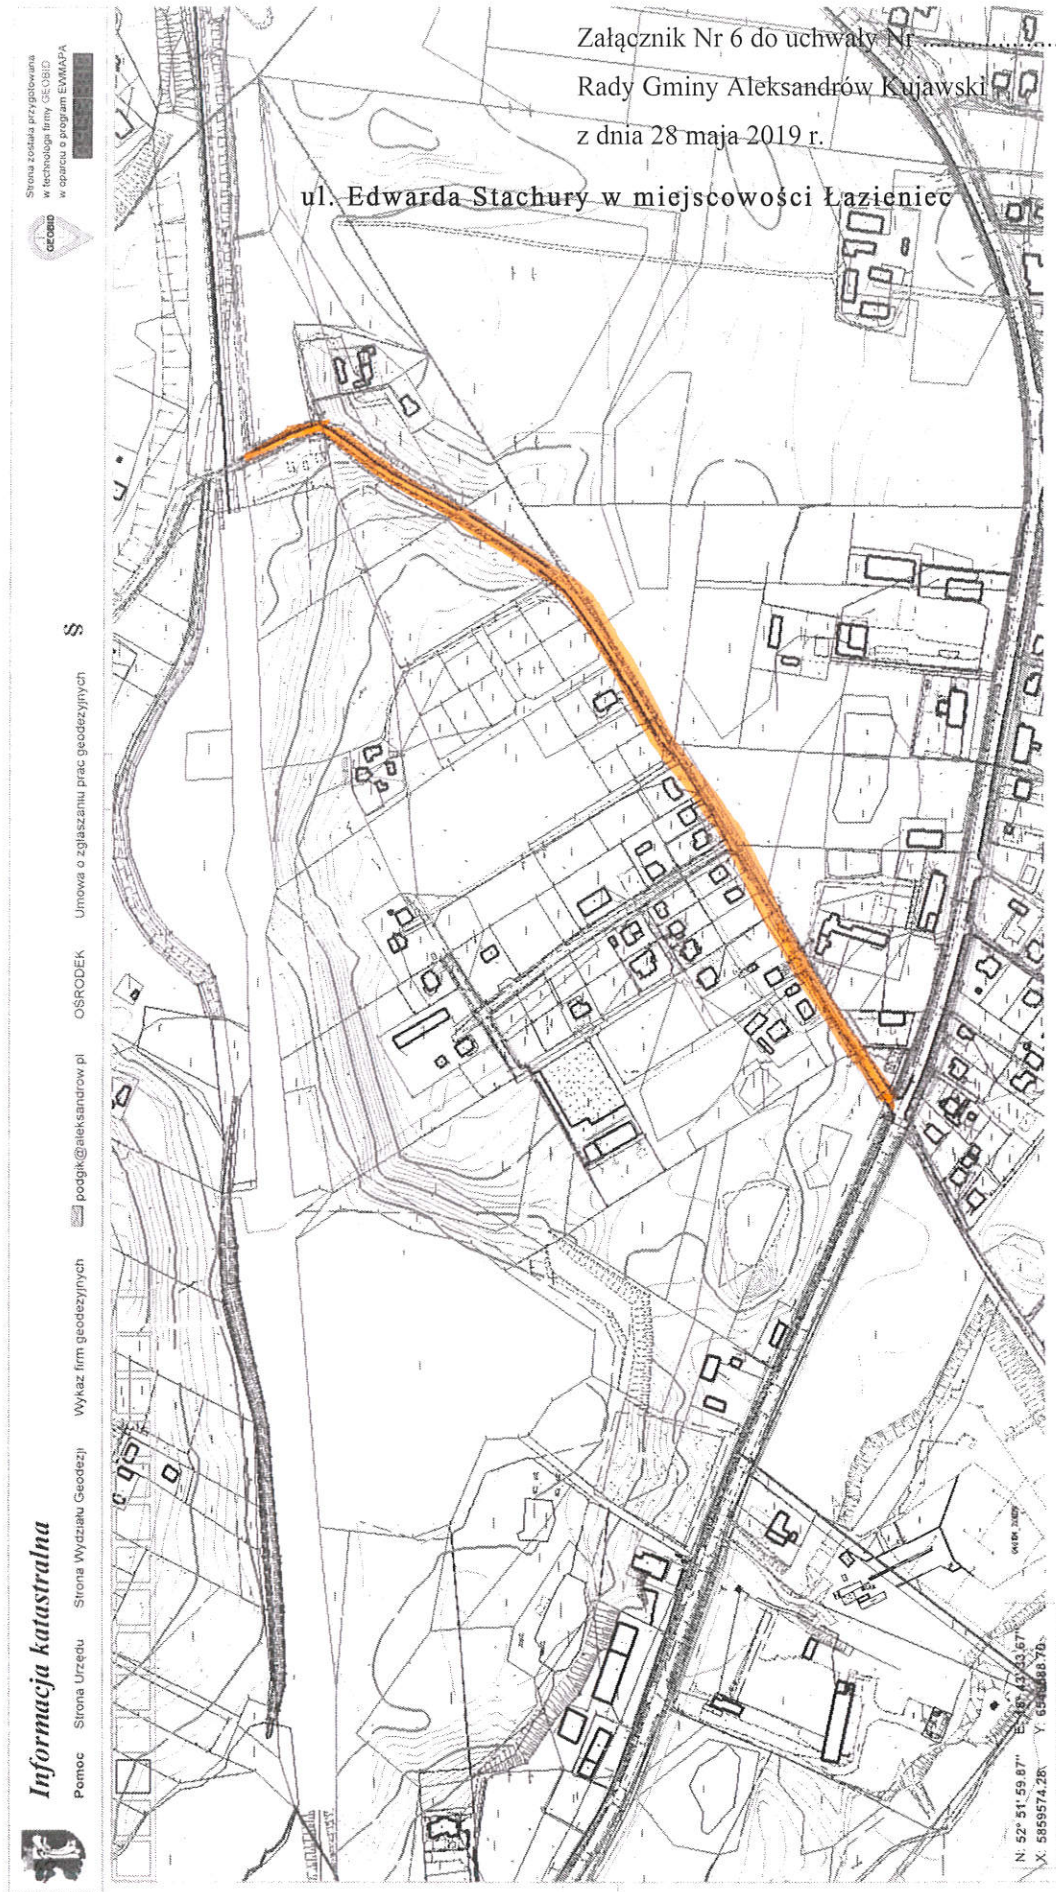 Załącznik Nr 6 do uchwały Nr ....................
Rady Gminy Aleksandrów Kujawski
z dnia 28 maja 2019 r.
ul. Edwarda Stachury w miejscowości Łazieniec
Informacja katastralna
Pomoc Strona Urzędu Strona Wydziału Geodezji Wykaz firm geodezyjnych podgik@aleksandrow.pl OŚRODEK Umowa o zgłaszaniu prac geodezyjnych §
GEOBID
Strona została przygotowana
w technologii firmy GEOBID
w oparciu o program EWMAPA
N: 52° 51' 59.87"
X: 5859574.28